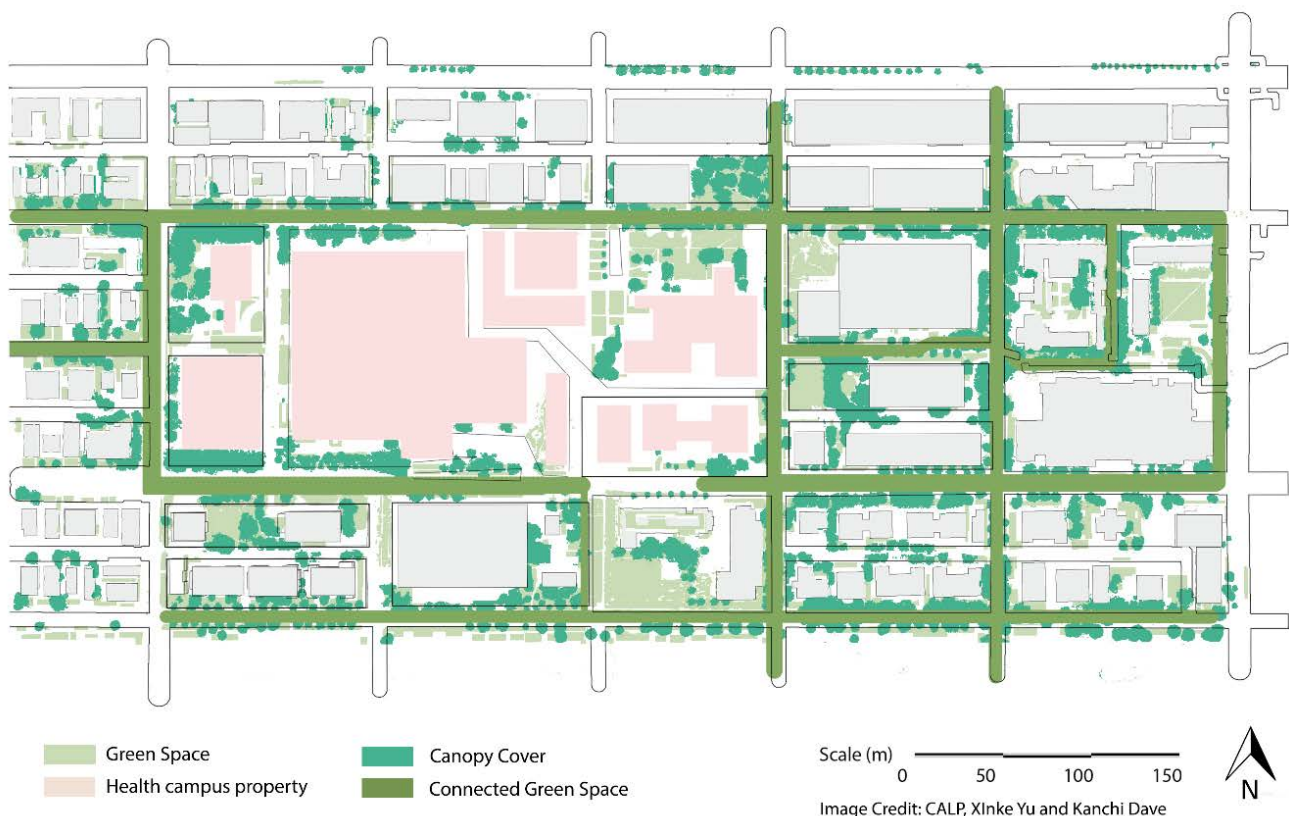 Green Space
Canopy Cover
Health campus property
Connected Green Space
Scale (m)
0 50 100 150
N
Image Credit: CALP, XInke Yu and Kanchi Dave